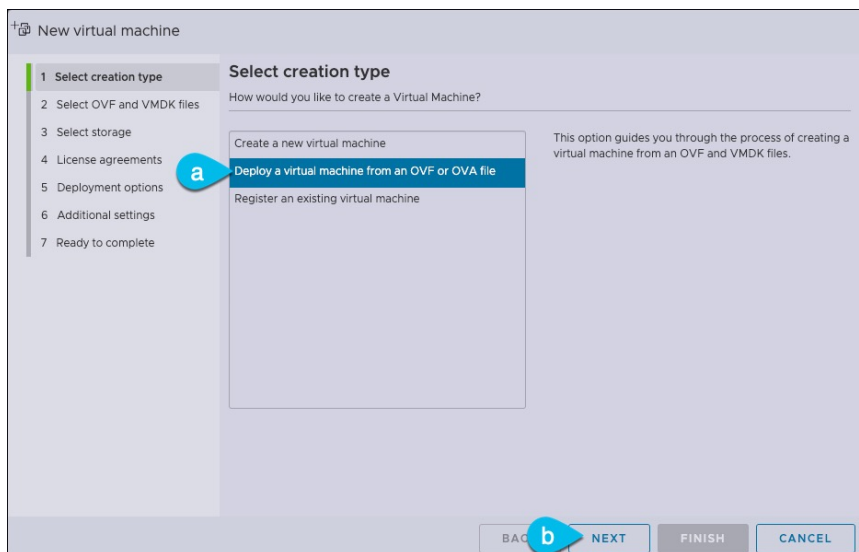 New virtual machine
1 Select creation type
2 Select OVF and VMDK files
3 Select storage
4 License agreements
5 Deployment options
6 Additional settings
7 Ready to complete
Select creation type
How would you like to create a Virtual Machine?
Create a new virtual machine
a
Deploy a virtual machine from an OVF or OVA file
Register an existing virtual machine
This option guides you through the process of creating a
virtual machine from an OVF and VMDK files.
b
NEXT
FINISH
CANCEL